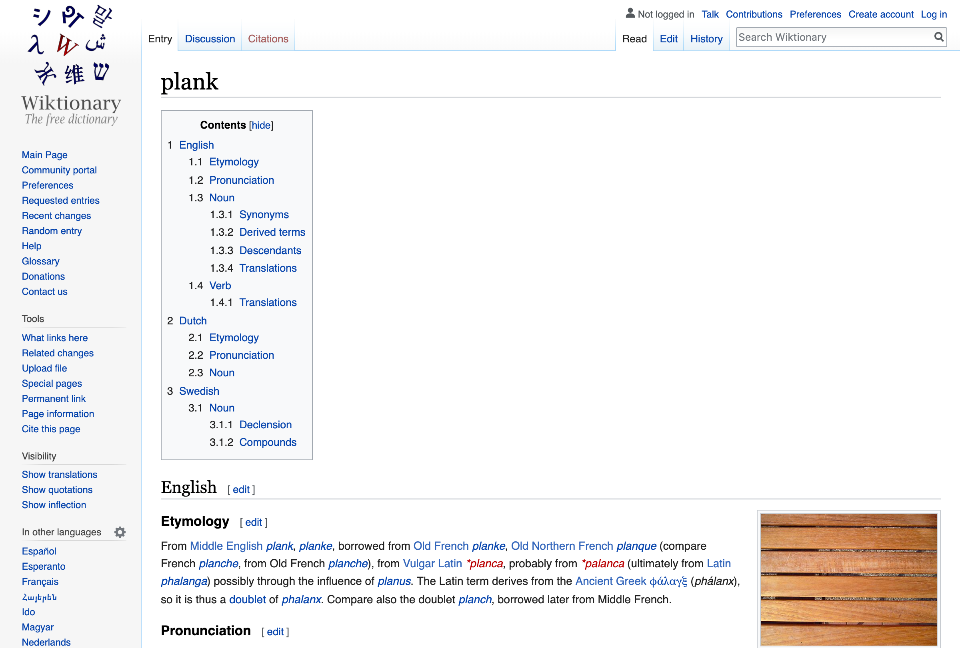 Not logged in Talk Contributions Preferences Create account Log in
Entry Discussion Citations Read Edit History Search Wiktionary
Wiktionary
The free dictionary
Main Page
Community portal
Preferences
Requested entries
Recent changes
Random entry
Help
Glossary
Donations
Contact us
Tools
What links here
Related changes
Upload file
Special pages
Permanent link
Page information
Cite this page
Visibility
Show translations
Show quotations
Show inflection
In other languages
Español
Esperanto
Français
Հայերեն
Ido
Magyar
Nederlands
plank
Contents [hide]
1 English
1.1 Etymology
1.2 Pronunciation
1.3 Noun
1.3.1 Synonyms
1.3.2 Derived terms
1.3.3 Descendants
1.3.4 Translations
1.4 Verb
1.4.1 Translations
2 Dutch
2.1 Etymology
2.2 Pronunciation
2.3 Noun
3 Swedish
3.1 Noun
3.1.1 Declension
3.1.2 Compounds
English [ edit ]
Etymology [ edit ]
From Middle English plank, planke, borrowed from Old French planke, Old Northern French planque (compare
French planche, from Old French planche), from Vulgar Latin *planca, probably from *palanca (ultimately from Latin
phalanga) possibly through the influence of planus. The Latin term derives from the Ancient Greek φάλαγξ (phálanx),
so it is thus a doublet of phalanx. Compare also the doublet planch, borrowed later from Middle French.
Pronunciation [ edit ]